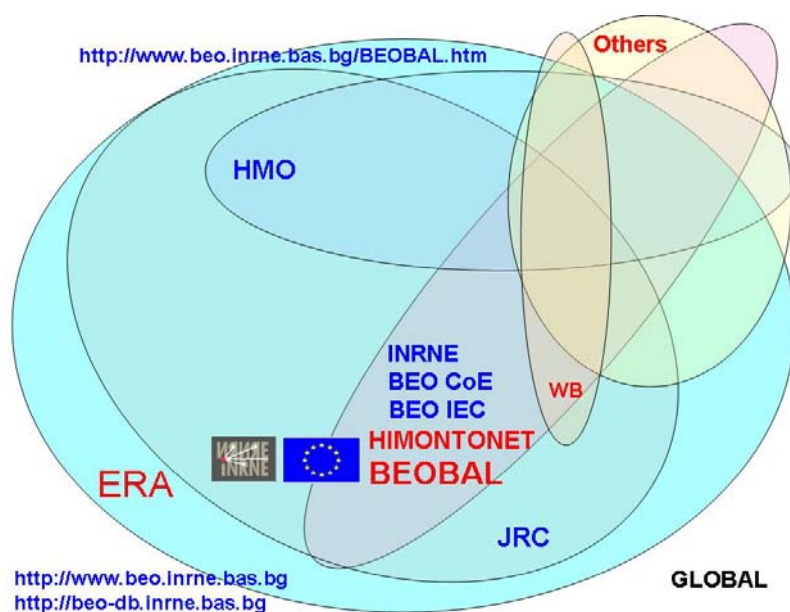 http://www.beo.inrne.bas.bg/BEOBAL.htm
Others
HMO
INRNE
BEO CoE
WB
BEO IEC
HIMONTONET
BEOBAL
INRNE
ERA
JRC
GLOBAL
http://www.beo.inrne.bas.bg
http://beo-db.inrne.bas.bg